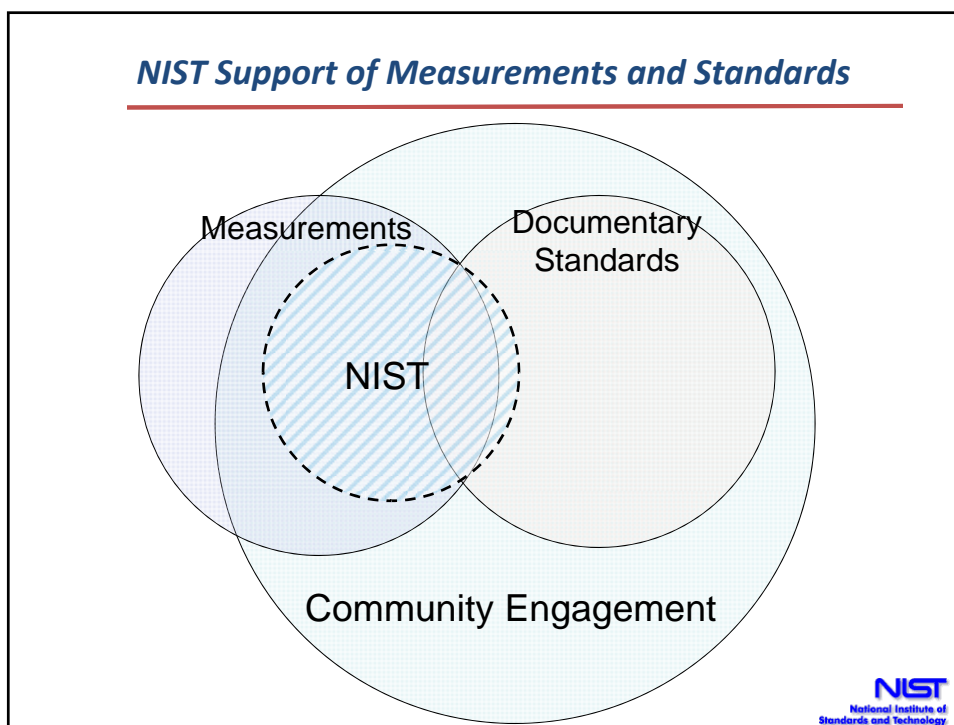 NIST Support of Measurements and Standards
Measurements
Documentary
Standards
NIST
Community Engagement
NIST
National Institute of
Standards and Technology